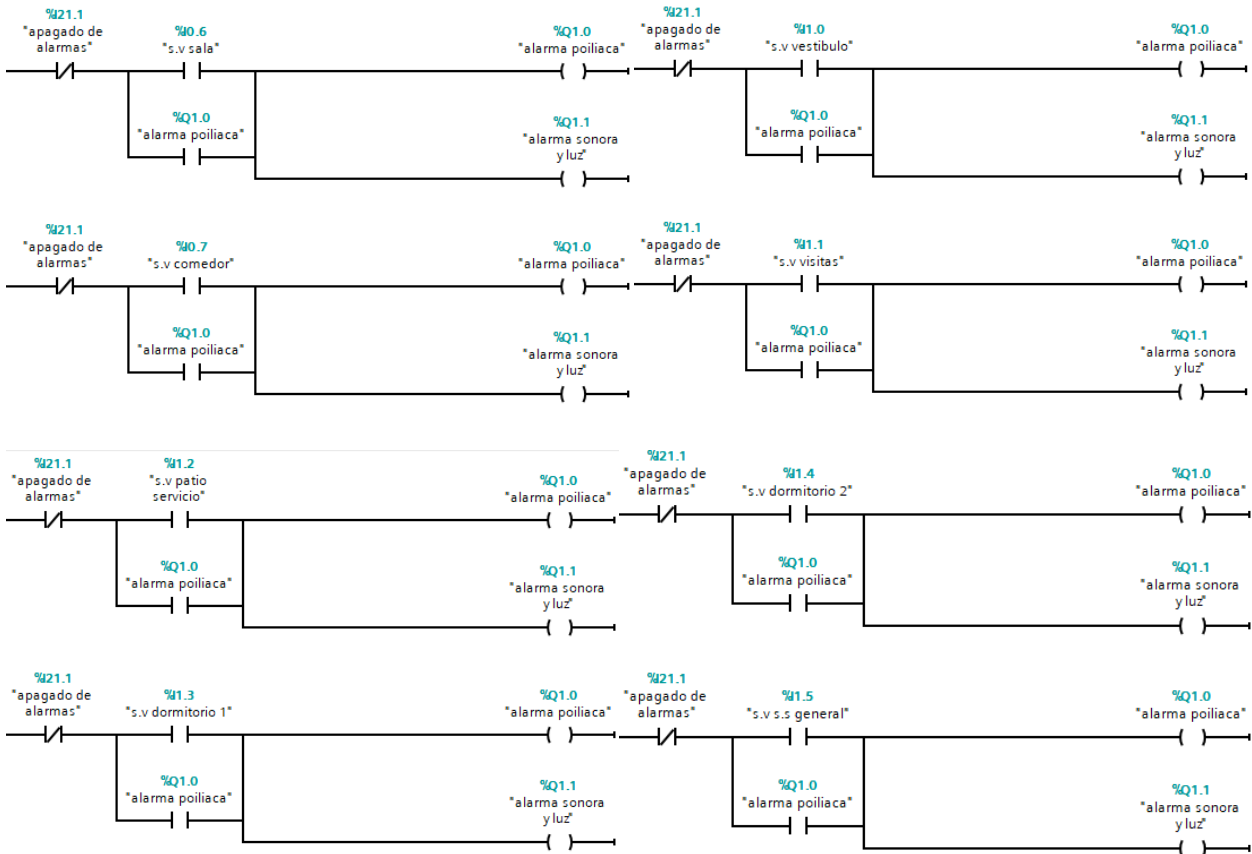 %I21.1
"apagado de
alarmas"
%I0.6
"s.v sala"
%Q1.0
"alarma poiliaca"
%Q1.0
"alarma poiliaca"
%Q1.1
"alarma sonora
y luz"
%I21.1
"apagado de
alarmas"
%I1.0
"s.v vestibulo"
%Q1.0
"alarma poiliaca"
%Q1.0
"alarma poiliaca"
%Q1.1
"alarma sonora
y luz"
%I21.1
"apagado de
alarmas"
%I0.7
"s.v comedor"
%Q1.0
"alarma poiliaca"
%Q1.0
"alarma poiliaca"
%Q1.1
"alarma sonora
y luz"
%I21.1
"apagado de
alarmas"
%I1.1
"s.v visitas"
%Q1.0
"alarma poiliaca"
%Q1.0
"alarma poiliaca"
%Q1.1
"alarma sonora
y luz"
%I21.1
"apagado de
alarmas"
%I1.2
"s.v patio
servicio"
%Q1.0
"alarma poiliaca"
%Q1.0
"alarma poiliaca"
%Q1.1
"alarma sonora
y luz"
%I21.1
"apagado de
alarmas"
%I1.4
"s.v dormitorio 2"
%Q1.0
"alarma poiliaca"
%Q1.0
"alarma poiliaca"
%Q1.1
"alarma sonora
y luz"
%I21.1
"apagado de
alarmas"
%I1.3
"s.v dormitorio 1"
%Q1.0
"alarma poiliaca"
%Q1.0
"alarma poiliaca"
%Q1.1
"alarma sonora
y luz"
%I21.1
"apagado de
alarmas"
%I1.5
"s.v s.s general"
%Q1.0
"alarma poiliaca"
%Q1.0
"alarma poiliaca"
%Q1.1
"alarma sonora
y luz"